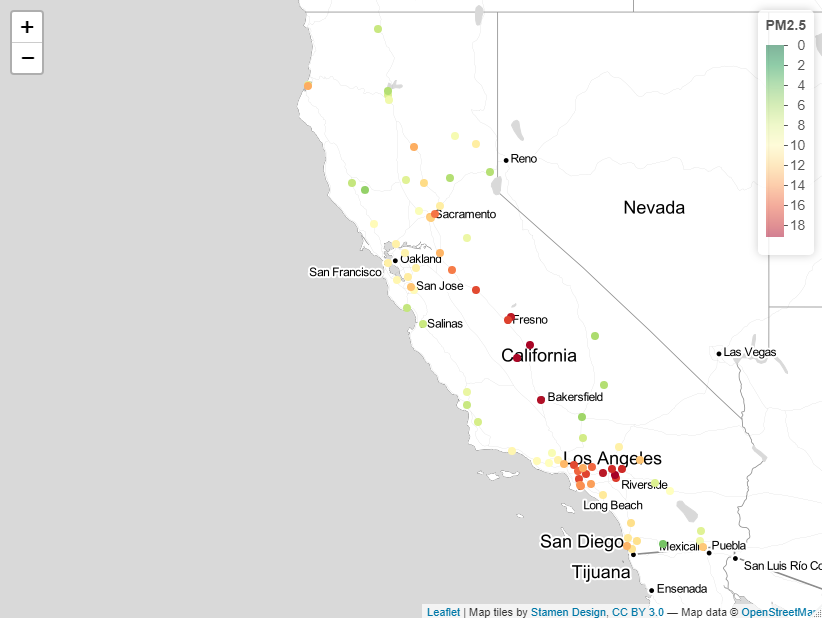 +
−
PM2.5
0
2
4
6
8
10
12
14
16
18
Reno
Nevada
Sacramento
Oakland
San Francisco
San Jose
Salinas
Fresno
California
Las Vegas
Bakersfield
Los Angeles
Riverside
Long Beach
San Diego
Mexicali
Puebla
San Luis Río Co
Tijuana
Ensenada
Leaflet | Map tiles by Stamen Design, CC BY 3.0 — Map data © OpenStreetMap